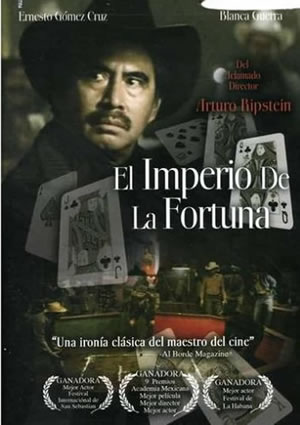 Ernesto Gómez Cruz
Blanca Guerra
Del
Aclamado
Director
Arturo Ripstein
El Imperio De
La Fortuna
"Una ironía clásica del maestro del cine"
-Al Borde Magazine
GANADORA
Mejor Actor
Festival
Internacional de
San Sebastian
GANADORA
9 Premios
Academia Mexicana
Mejor película
Mejor director
Mejor actor
GANADORA
Mejor Actor
Festival de
La Habana